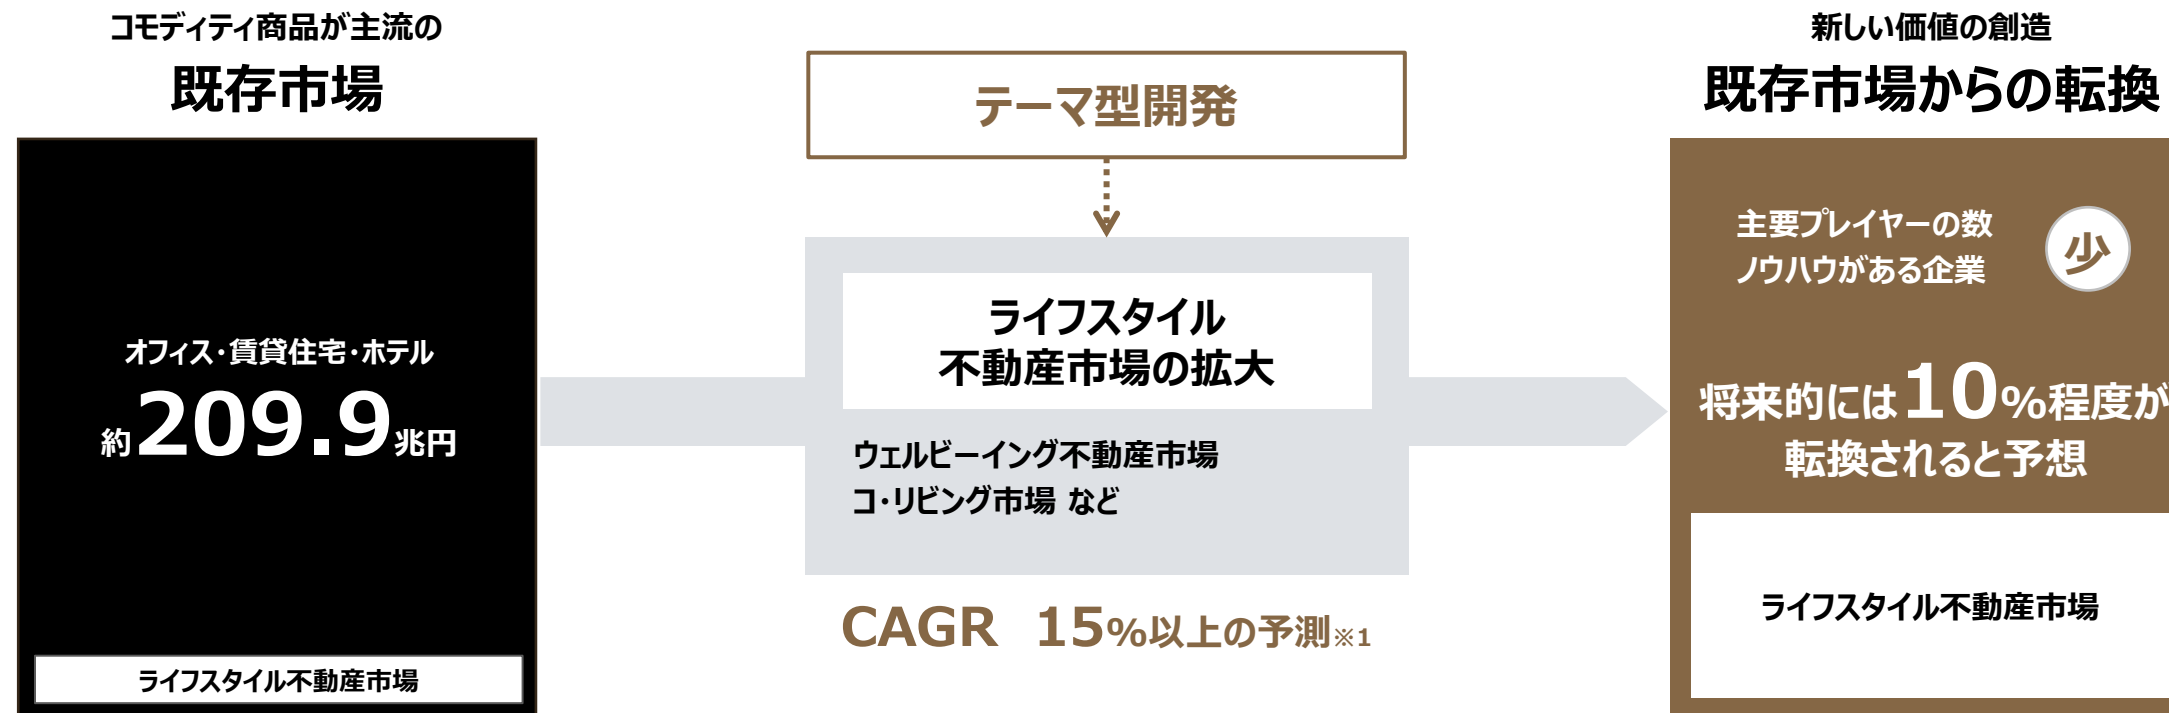 コモディティ商品が主流の
既存市場
オフィス・賃貸住宅・ホテル
約209.9兆円
ライフスタイル不動産市場
テーマ型開発
ライフスタイル
不動産市場の拡大
ウェルビーイング不動産市場
コ・リビング市場 など
CAGR 15%以上の予測※1
新しい価値の創造
既存市場からの転換
主要プレイヤーの数
ノウハウがある企業
少
将来的には10%程度が
転換されると予想
ライフスタイル不動産市場